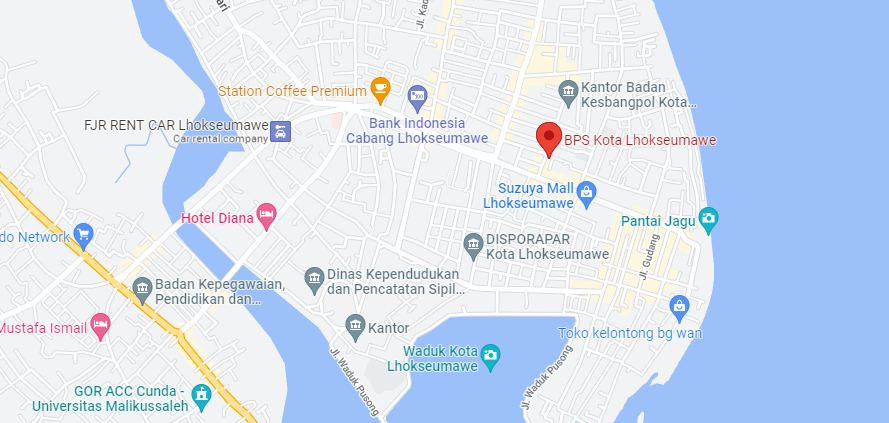 Jl. Kadu
Station Coffee Premium
Kantor Badan
Kesbangpol Kota...
FJR RENT CAR Lhokseumawe
Car rental company
Bank Indonesia
Cabang Lhokseumawe
BPS Kota Lhokseumawe
Suzuya Mall
Lhokseumawe
Hotel Diana
Pantai Jagu
do Network
DISPORAPAR
Kota Lhokseumawe
Jl. Gudang
Badan Kepegawaian,
Pendidikan dan...
Dinas Kependudukan
dan Pencatatan Sipil...
Mustafa Ismail
Kantor
Toko kelontong bg wan
Waduk Kota
Lhokseumawe
Jl. Waduk Pusong
Jl. Waduk Pusong
GOR ACC Cunda -
Universitas Malikussaleh